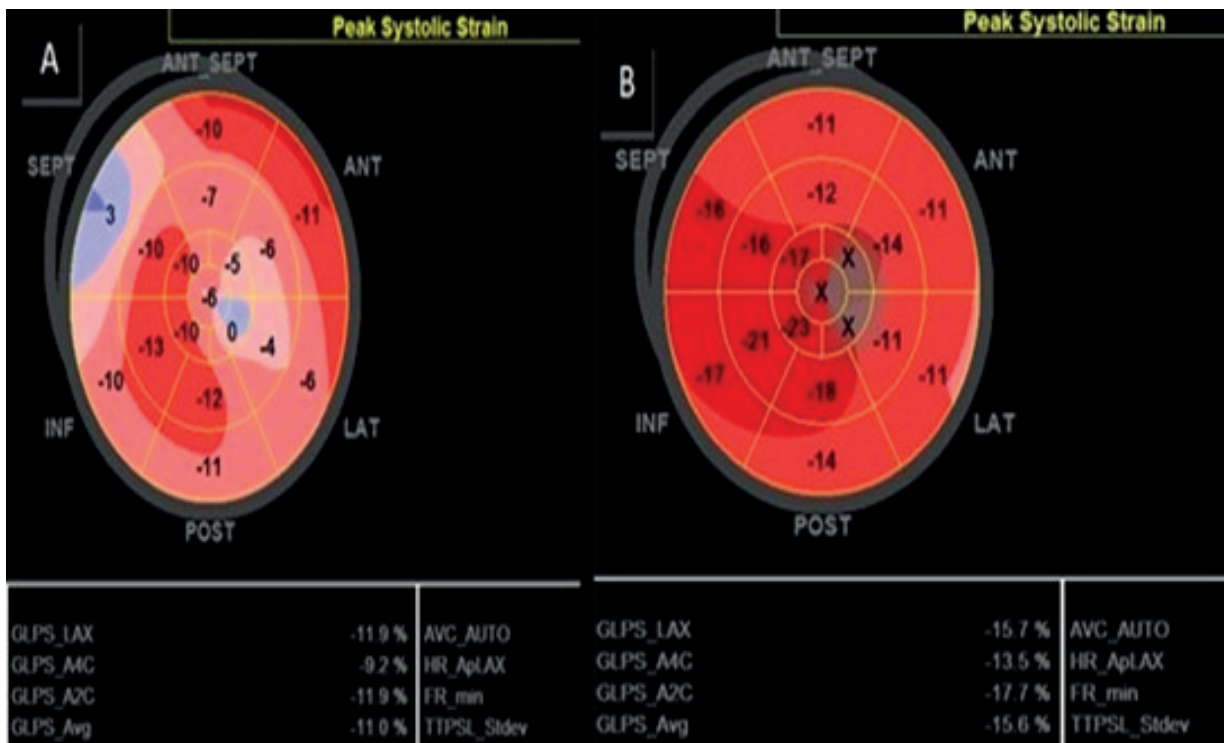 Peak Systolic Strain
A
ANT_SEPT
SEPT
ANT
-10
3
-7
-11
-10
-10
-5
-6
-6
-10
0
-13
-4
-10
-12
-6
INF
LAT
-11
POST
GLPS_LAX -11.9 % AVC_AUTO
GLPS_A4C -9.2 % HR_ApLAX
GLPS_A2C -11.9 % FR_min
GLPS_Avg -11.0 % TTPSL_Stdev
Peak Systolic Strain
B
ANT_SEPT
SEPT
ANT
-11
-16
-12
-11
-16
-17
X
-14
X
-23
X
-21
-11
-17
-18
-11
INF
LAT
-14
POST
GLPS_LAX -15.7 % AVC_AUTO
GLPS_A4C -13.5 % HR_ApLAX
GLPS_A2C -17.7 % FR_min
GLPS_Avg -15.6 % TTPSL_Stdev